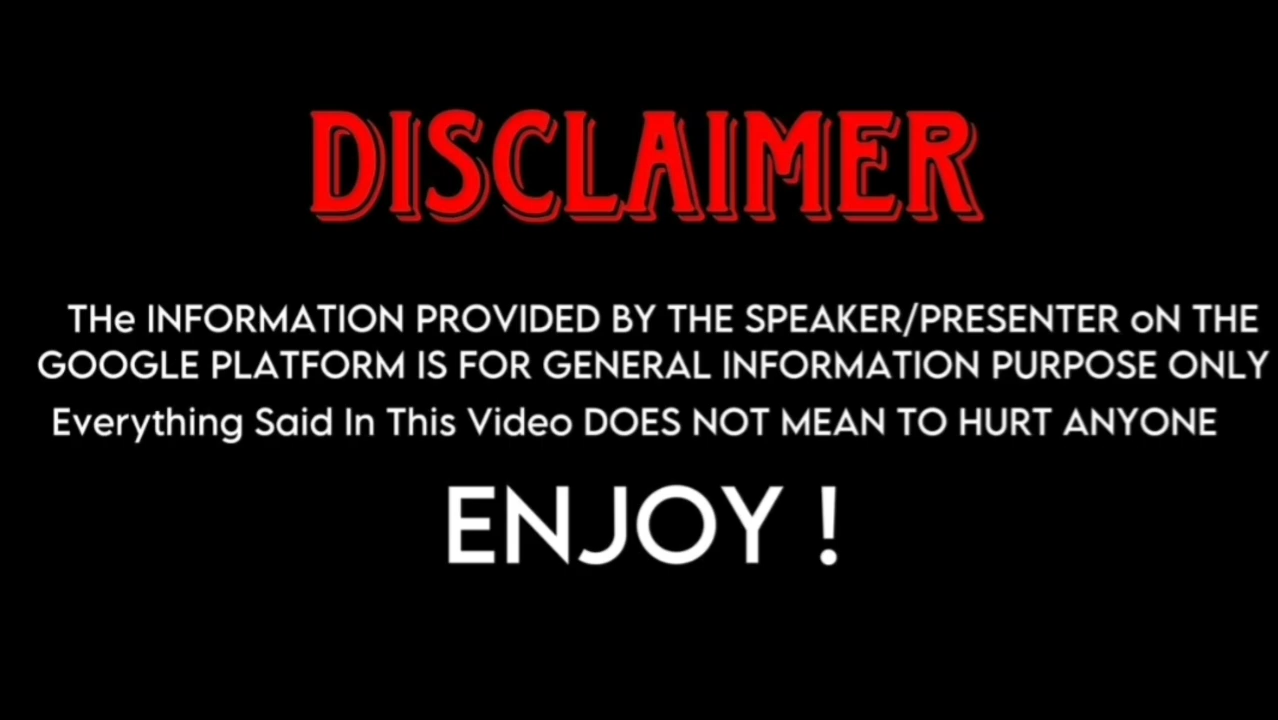 DISCLAIMER
THe INFORMATION PROVIDED BY THE SPEAKER/PRESENTER oN THE
GOOGLE PLATFORM IS FOR GENERAL INFORMATION PURPOSE ONLY
Everything Said In This Video DOES NOT MEAN TO HURT ANYONE
ENJOY !